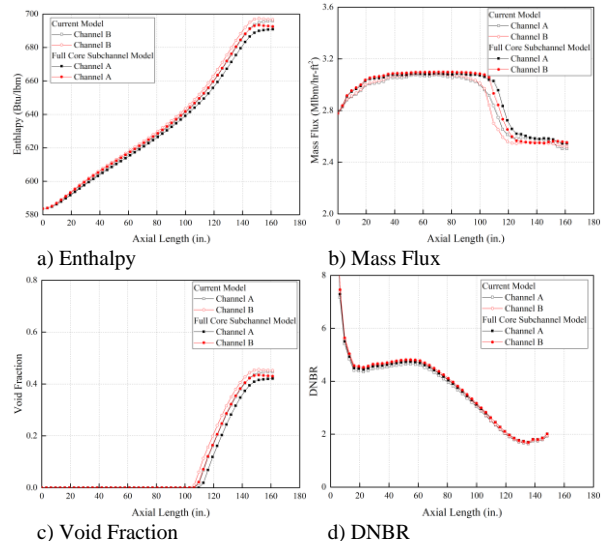 Current Model
Channel A
Channel B
Full Core Subchannel Model
Channel A
Channel A
700
680
660
640
620
600
580
Enthlapy (Btu/lbm)
0 20 40 60 80 100 120 140 160 180
Axial Length (in.)
a) Enthalpy
Current Model
Channel A
Channel B
Full Core Subchannel Model
Channel A
Channel B
3.6
3.2
2.8
2.4
2.0
Mass Flux (Mlbm/hr-ft²)
0 20 40 60 80 100 120 140 160 180
Axial Length (in.)
b) Mass Flux
Current Model
Channel A
Channel B
Full Core Subchannel Model
Channel A
Channel B
0.8
0.6
0.4
0.2
0.0
Void Fraction
0 20 40 60 80 100 120 140 160 180
Axial Length (in.)
c) Void Fraction
Current Model
Channel A
Channel B
Full Core Subchannel Model
Channel A
Channel B
8
6
4
2
0
DNBR
0 20 40 60 80 100 120 140 160 180
Axial Length (in.)
d) DNBR